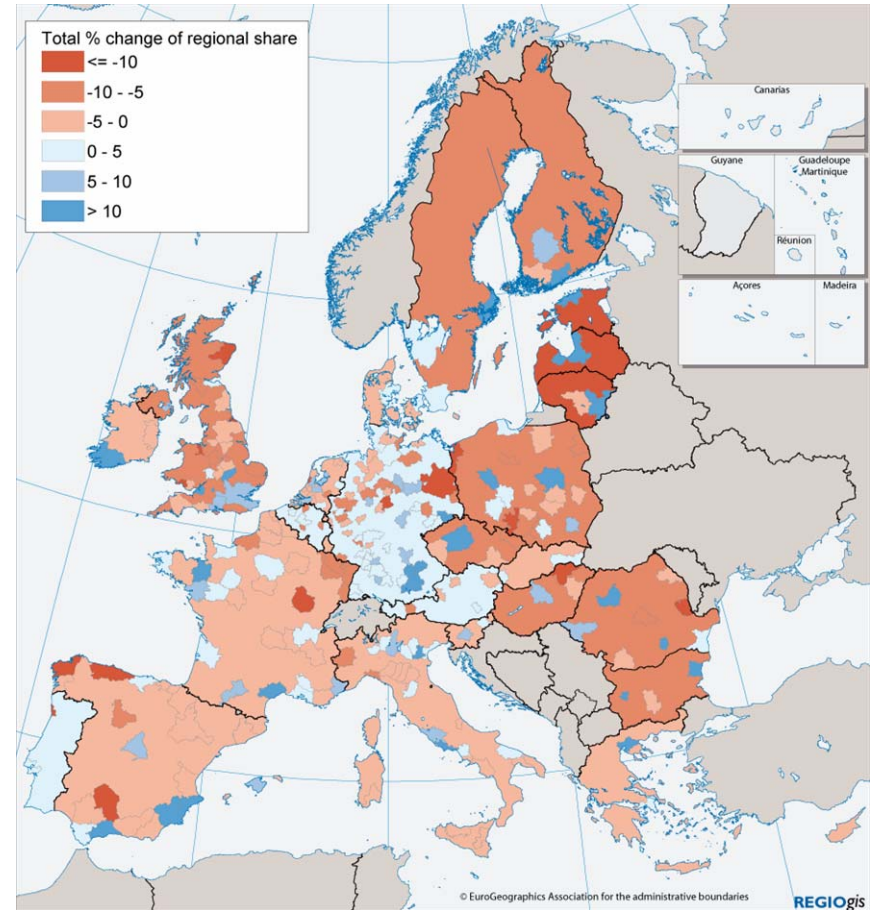 Total % change of regional share
<= -10
-10 - -5
-5 - 0
0 - 5
5 - 10
> 10
Canarias
Guyane
Guadeloupe
Martinique
Réunion
Açores
Madeira
© EuroGeographics Association for the administrative boundaries
REGIOgis